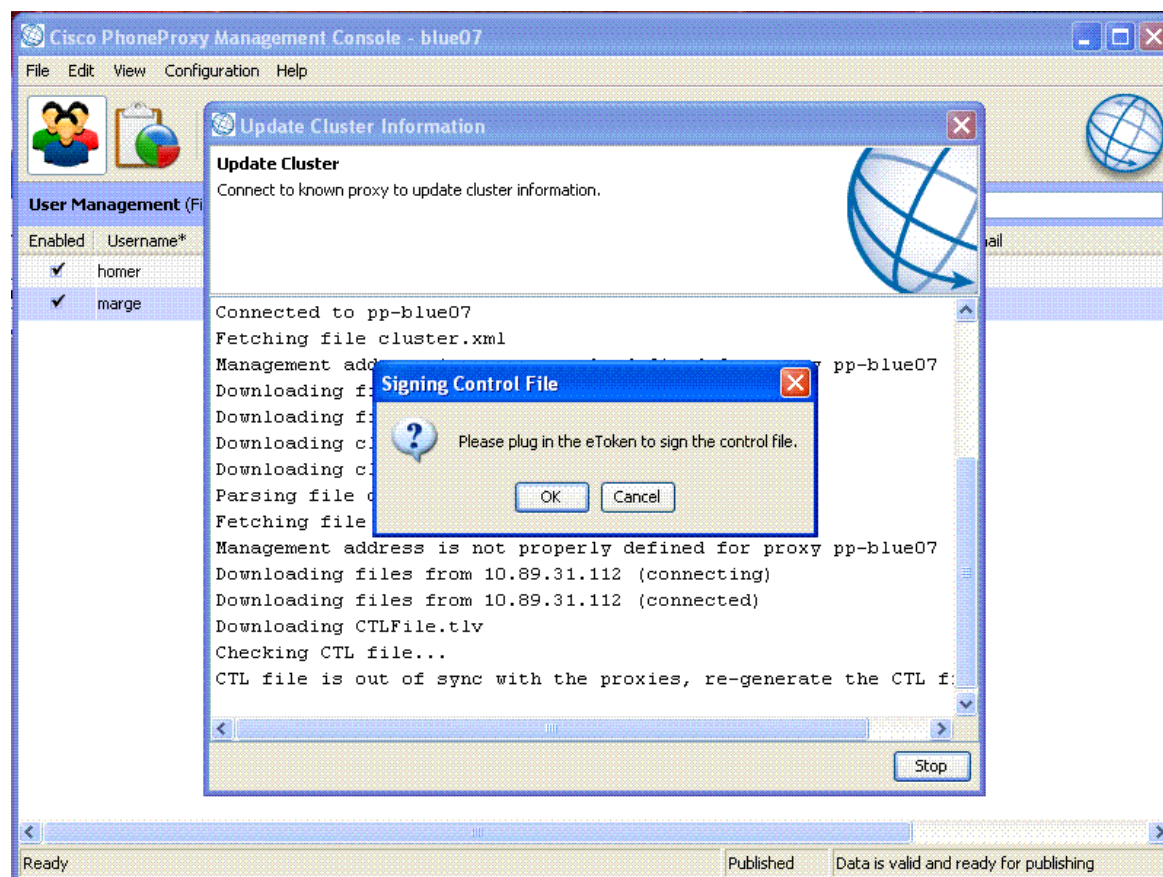 Cisco PhoneProxy Management Console - blue07
File Edit View Configuration Help
Update Cluster Information
Update Cluster
Connect to known proxy to update cluster information.
User Management (Fi
Enabled Username* ail
homer
marge
Connected to pp-blue07
Fetching file cluster.xml
Management add pp-blue07
Downloading
Downloading
Downloading
Downloading
Parsing file
Fetching file
Signing Control File
Please plug in the eToken to sign the control file.
OK Cancel
Management address is not properly defined for proxy pp-blue07
Downloading files from 10.89.31.112 (connecting)
Downloading files from 10.89.31.112 (connected)
Downloading CTLFile.tlv
Checking CTL file...
CTL file is out of sync with the proxies, re-generate the CTL f
Stop
Ready Published Data is valid and ready for publishing